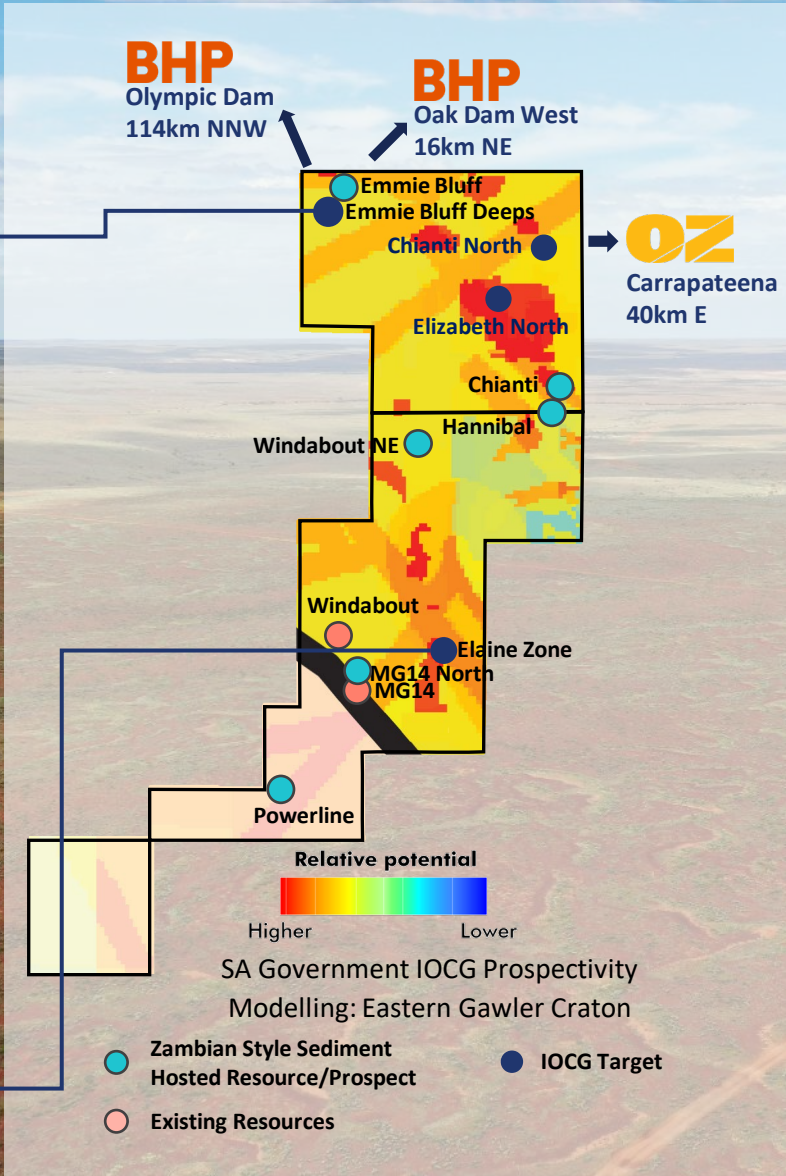 BHP
Olympic Dam
114km NNW
BHP
Oak Dam West
16km NE
Emmie Bluff
Emmie Bluff Deeps
Chianti North
OZ
Carrapateena
40km E
Elizabeth North
Chianti
Hannibal
Windabout NE
Windabout
Elaine Zone
MG14 North
MG14
Powerline
Relative potential
Higher
Lower
SA Government IOCG Prospectivity
Modelling: Eastern Gawler Craton
Zambian Style Sediment
Hosted Resource/Prospect
IOCG Target
Existing Resources